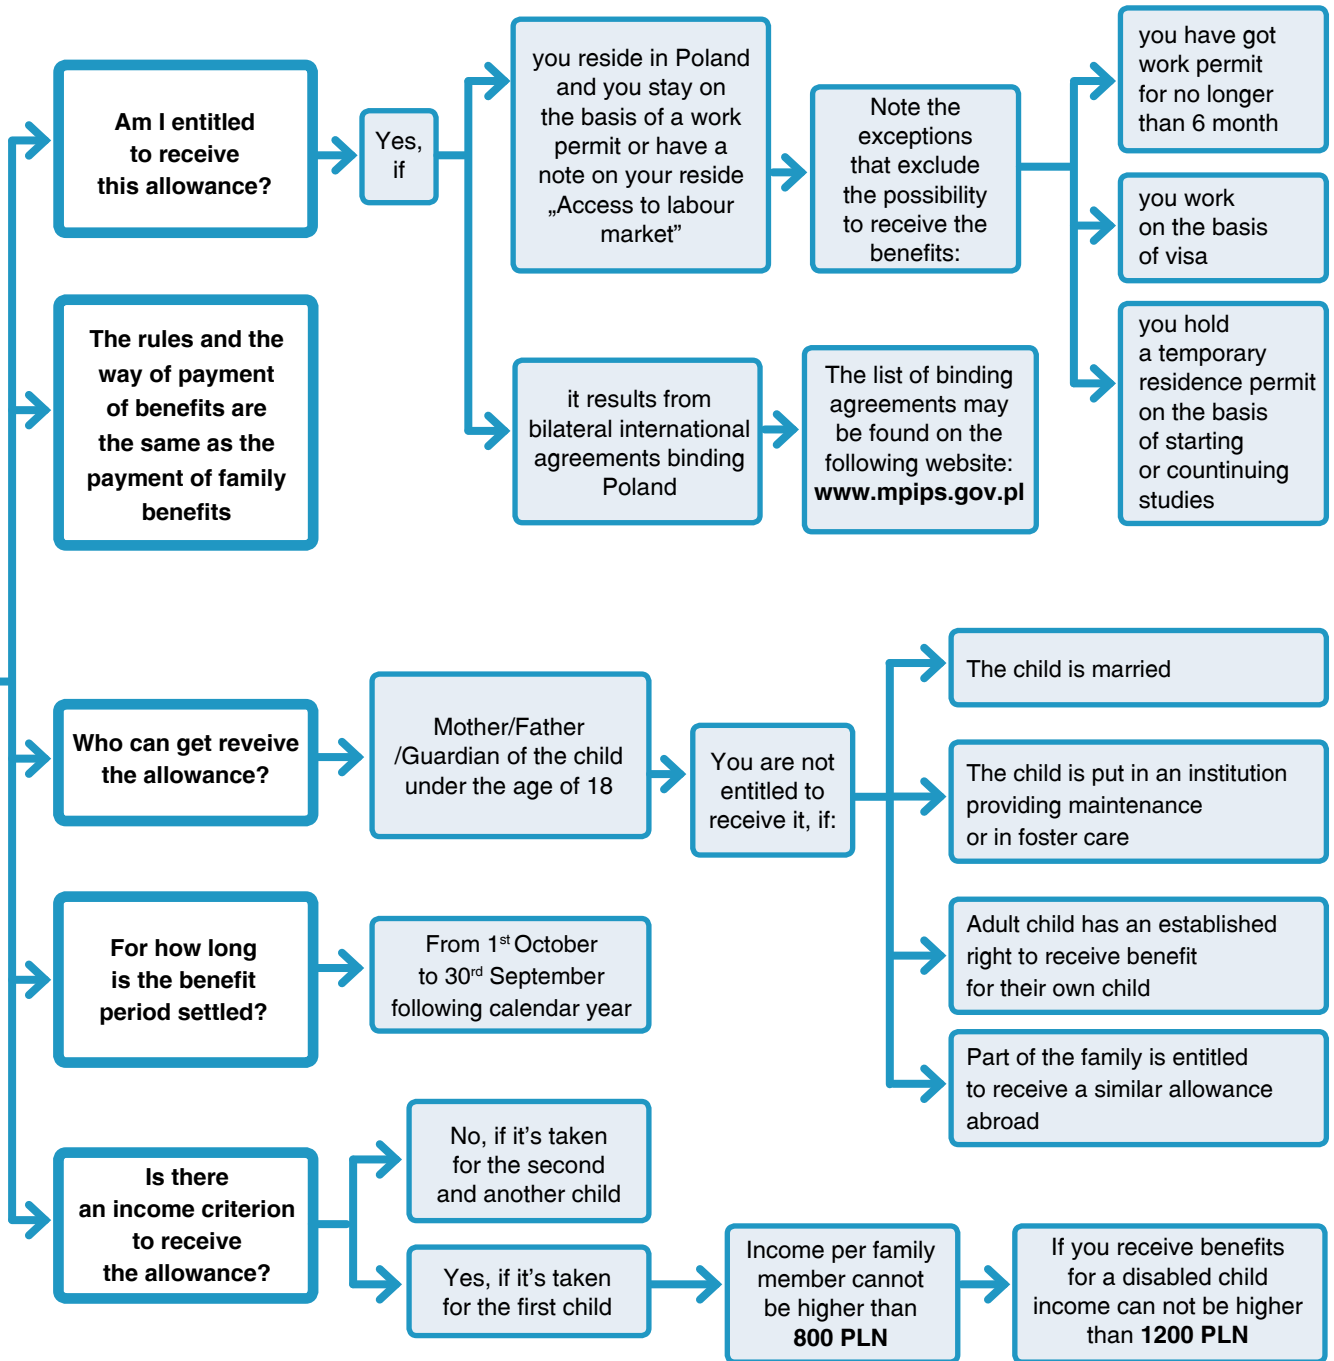 Am I entitled
to receive
this allowance?
Yes,
if
you reside in Poland
and you stay on
the basis of a work
permit or have a
note on your reside
„Access to labour
market”
Note the
exceptions
that exclude
the possibility
to receive the
benefits:
you have got
work permit
for no longer
than 6 month
you work
on the basis
of visa
you hold
a temporary
residence permit
on the basis
of starting
or countinuing
studies
it results from
bilateral international
agreements binding
Poland
The list of binding
agreements may
be found on the
following website:
www.mpips.gov.pl
The rules and the
way of payment
of benefits are
the same as the
payment of family
benefits
Who can get reveive
the allowance?
Mother/Father
/Guardian of the child
under the age of 18
You are not
entitled to
receive it, if:
The child is married
The child is put in an institution
providing maintenance
or in foster care
Adult child has an established
right to receive benefit
for their own child
Part of the family is entitled
to receive a similar allowance
abroad
For how long
is the benefit
period settled?
From 1st October
to 30rd September
following calendar year
Is there
an income criterion
to receive
the allowance?
No, if it’s taken
for the second
and another child
Yes, if it’s taken
for the first child
Income per family
member cannot
be higher than
800 PLN
If you receive benefits
for a disabled child
income can not be higher
than 1200 PLN